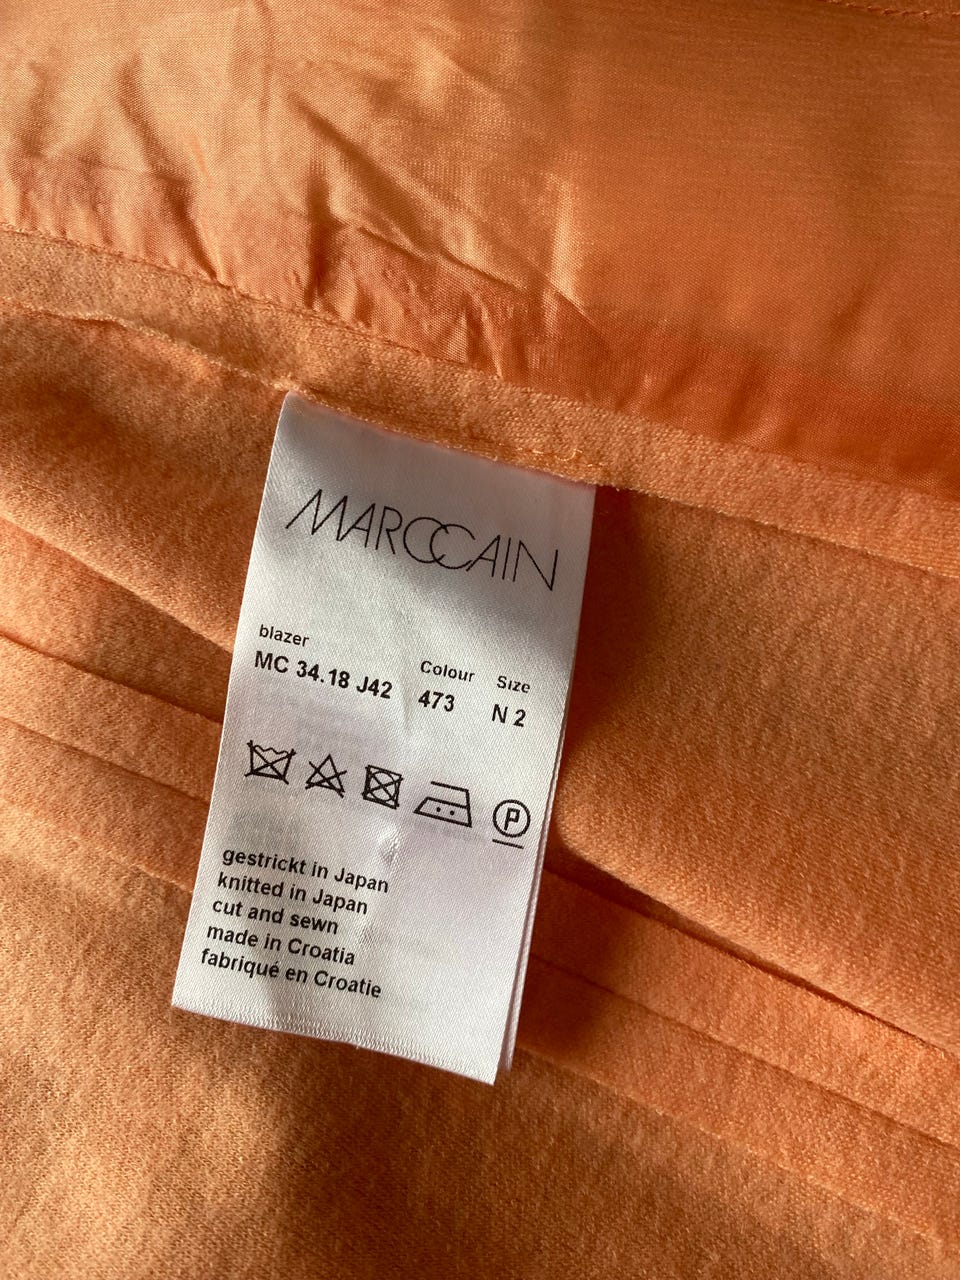 MARCCAIN
blazer
MC 34.18 J42
Colour
473
Size
N 2
P
gestrickt in Japan
knitted in Japan
cut and sewn
made in Croatia
fabriqué en Croatie